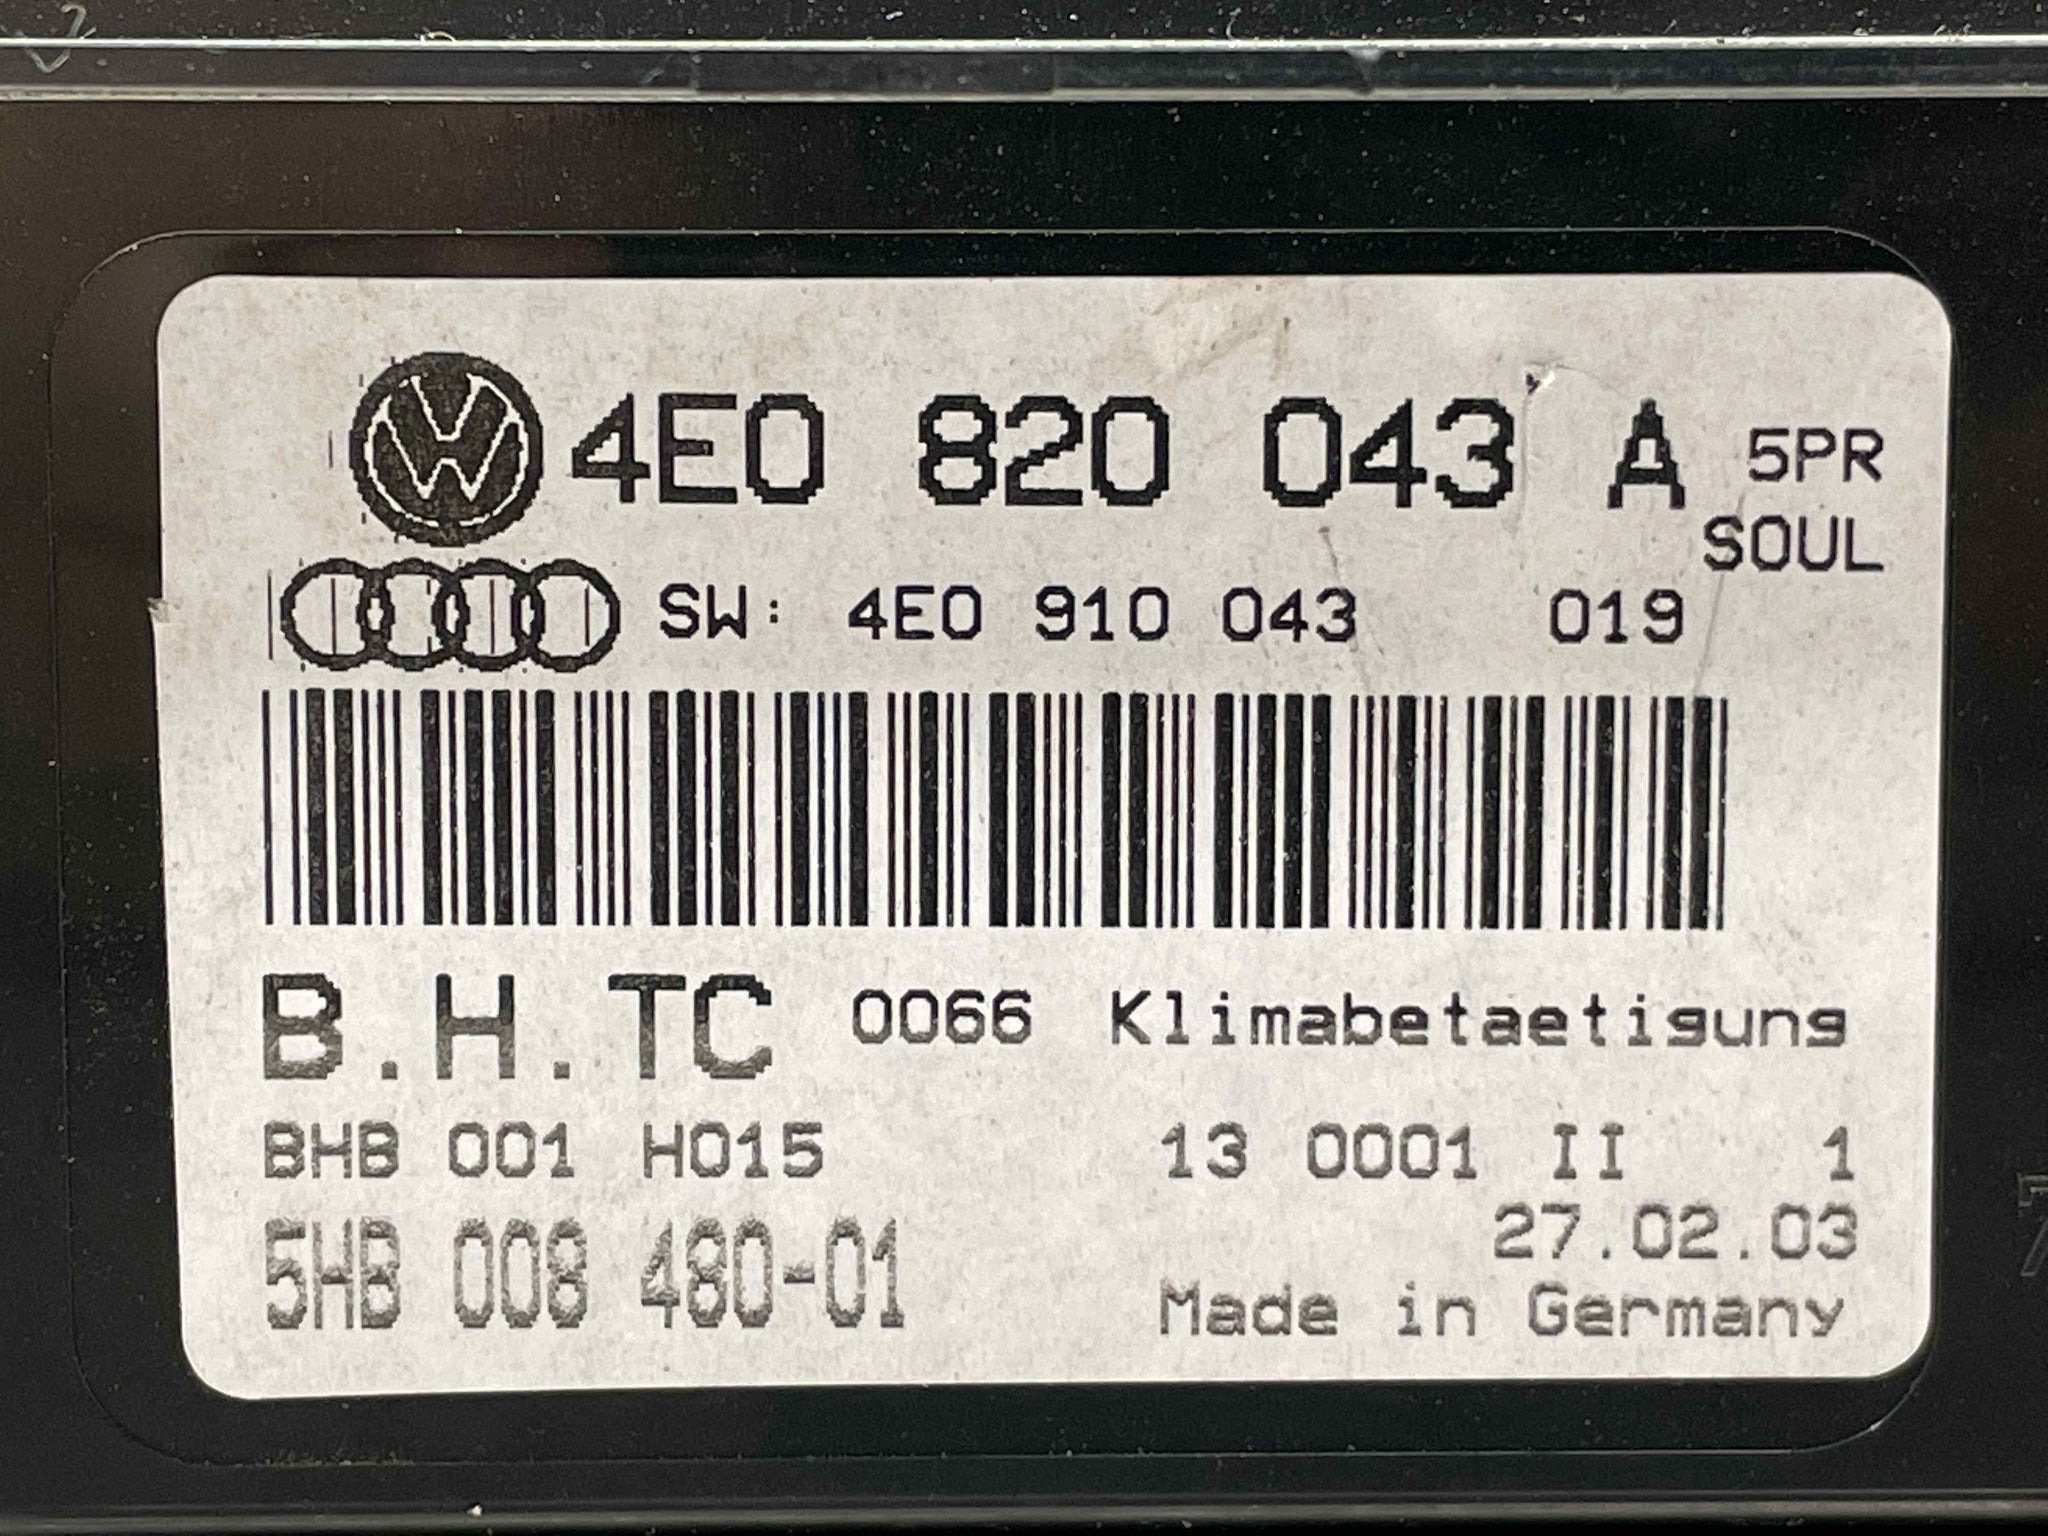 4E0 820 043 A 5PR
SOUL
SW: 4E0 910 043 019
B.H.TC 0066 Klimabetaetigung
BHB 001 H015 13 0001 II 1
27.02.03
5HB 008 480-01
Made in Germany